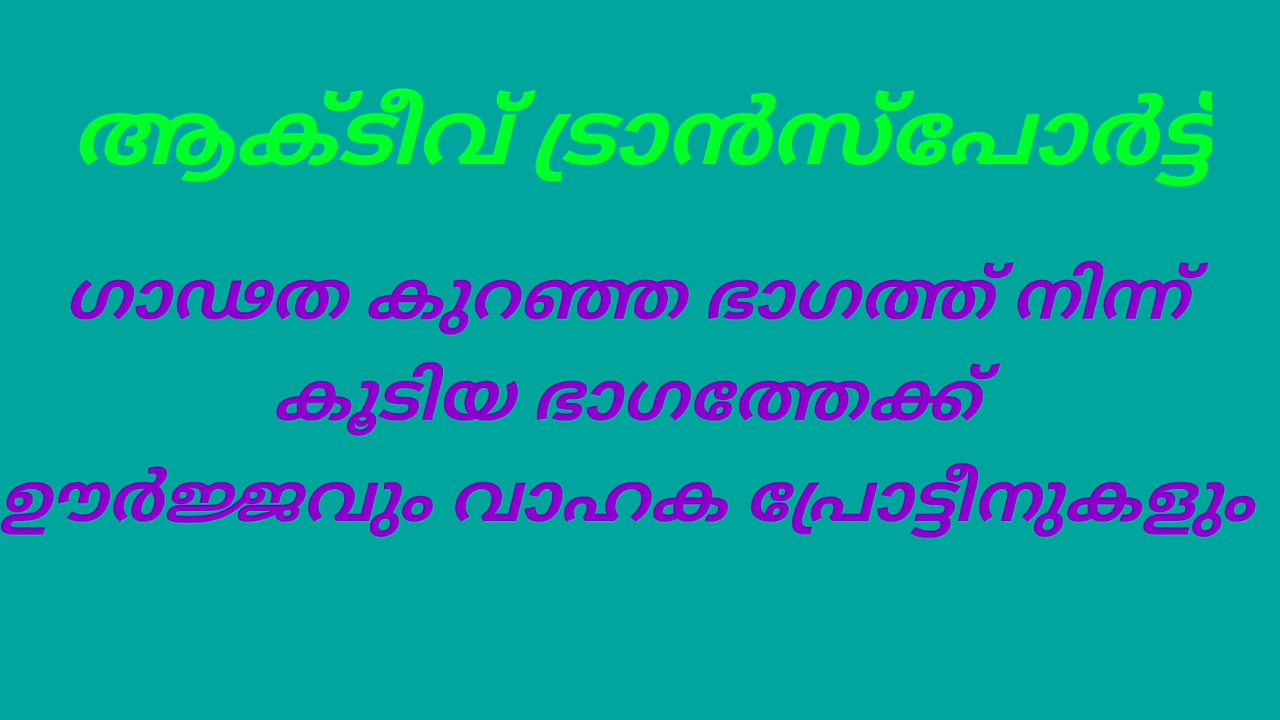 ആക്ടീവ് ട്രാൻസ്പോർട്ട്
ഗാഢത കുറഞ്ഞ ഭാഗത്ത് നിന്ന്
കൂടിയ ഭാഗത്തേക്ക്
ഊർജ്ജവും വാഹക പ്രോട്ടീനുകളും